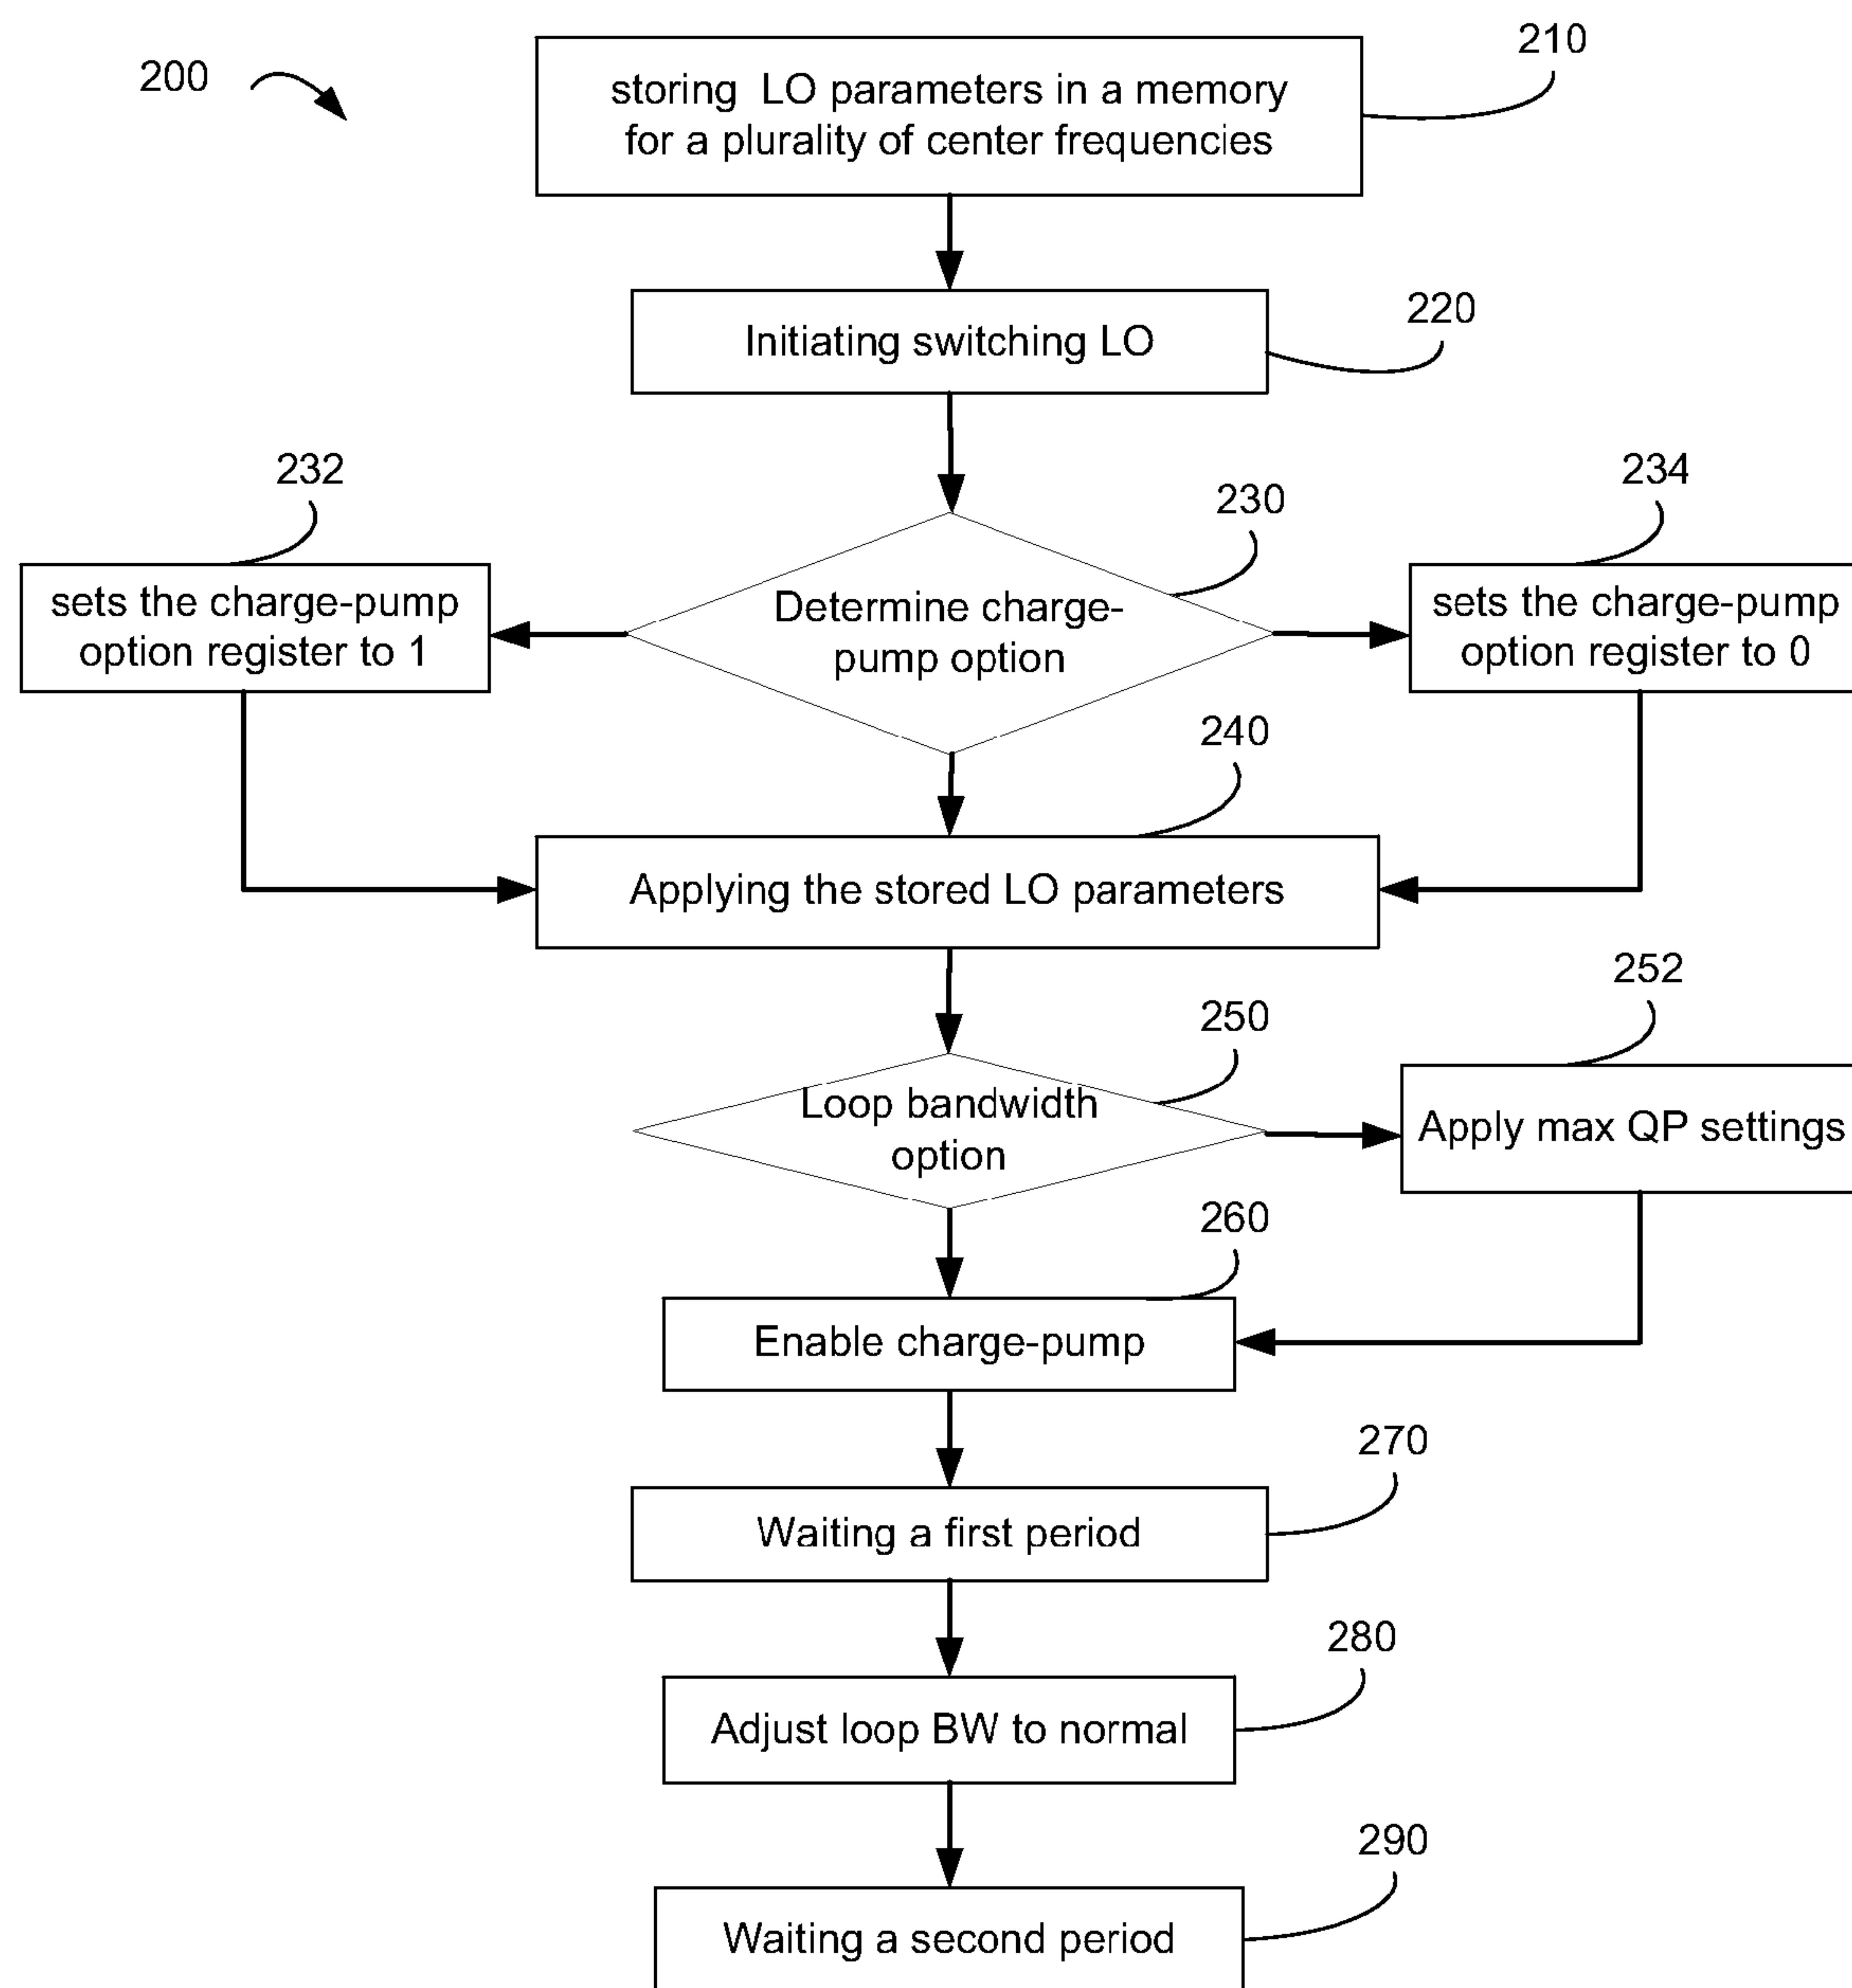 200
210
storing LO parameters in a memory
for a plurality of center frequencies
220
Initiating switching LO
230
Determine charge-
pump option
232
sets the charge-pump
option register to 1
234
sets the charge-pump
option register to 0
240
Applying the stored LO parameters
250
Loop bandwidth
option
252
Apply max QP settings
260
Enable charge-pump
270
Waiting a first period
280
Adjust loop BW to normal
290
Waiting a second period